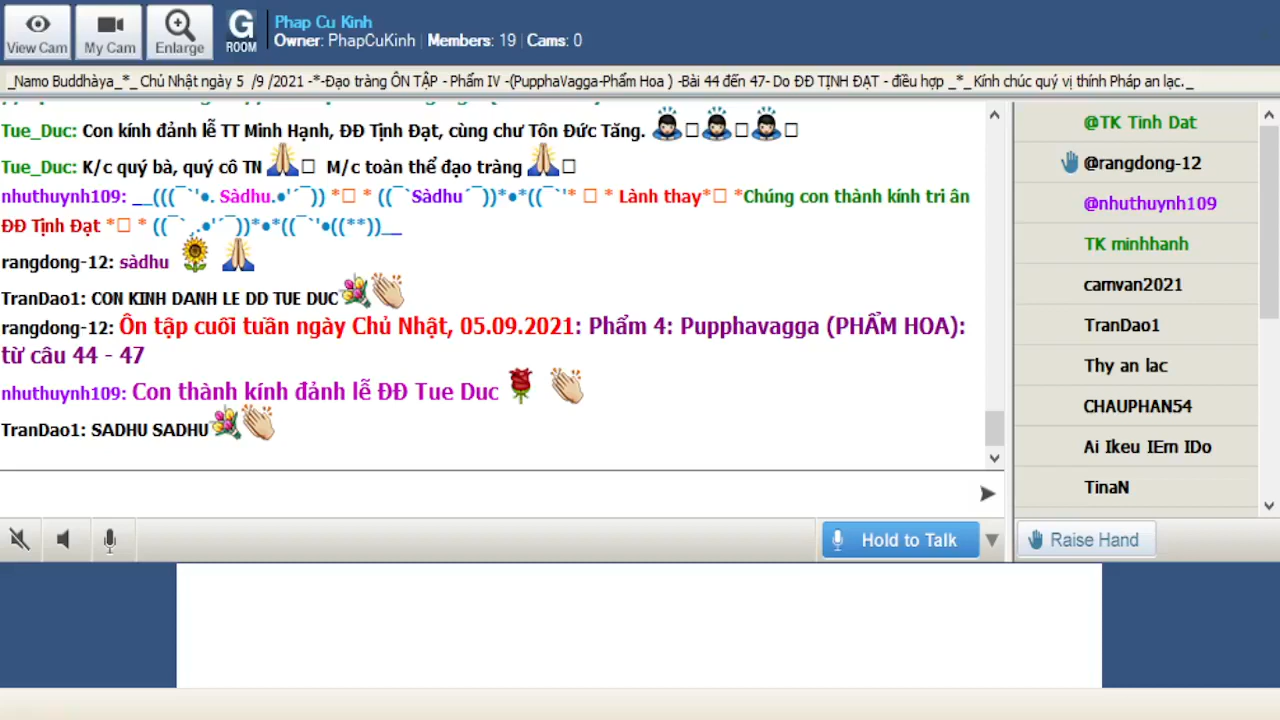 View Cam
My Cam
Enlarge
G
ROOM
Phap Cu Kinh
Owner: PhapCuKinh | Members: 19 | Cams: 0
_Namo Buddhàya_*_ Chủ Nhật ngày 5 /9 /2021 -*-Đạo tràng ÔN TẬP - Phẩm IV -(PupphaVagga-Phẩm Hoa ) -Bài 44 đến 47- Do ĐĐ TỊNH ĐẠT - điều hợp _*_ Kính chúc quý vị thính Pháp an lạc._
Tue_Duc: Con kính đảnh lễ TT Minh Hạnh, ĐĐ Tịnh Đạt, cùng chư Tôn Đức Tăng.
Tue_Duc: K/c quý bà, quý cô TN M/c toàn thể đạo tràng
nhuthuynh109: __(((¯`'•. Sàdhu.•'´¯)) *□ * ((¯`Sàdhu´¯))*•*((¯`'* □ * Lành thay*□ *Chúng con thành kính tri ân
ĐĐ Tịnh Đạt *□ * ((¯`,.•'´¯))*•*((¯`'•((**))__
rangdong-12: sàdhu
TranDao1: CON KINH DANH LE DD TUE DUC
rangdong-12: Ôn tập cuối tuần ngày Chủ Nhật, 05.09.2021: Phẩm 4: Pupphavagga (PHẨM HOA):
từ câu 44 - 47
nhuthuynh109: Con thành kính đảnh lễ ĐĐ Tue Duc
TranDao1: SADHU SADHU
@TK Tinh Dat
@rangdong-12
@nhuthuynh109
TK minhhanh
camvan2021
TranDao1
Thy an lac
CHAUPHAN54
Ai Ikeu IEm IDo
TinaN
Hold to Talk
Raise Hand